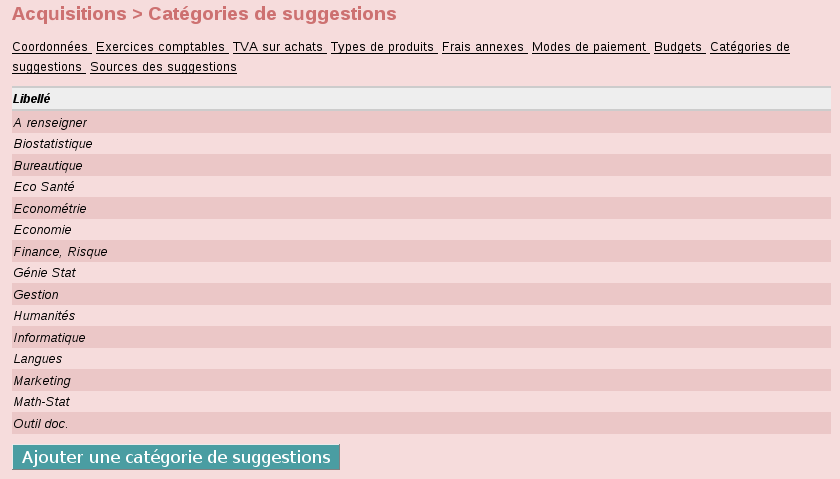 Acquisitions > Catégories de suggestions
Coordonnées Exercices comptables TVA sur achats Types de produits Frais annexes Modes de paiement Budgets Catégories de
suggestions Sources des suggestions
Libellé
A renseigner
Biostatistique
Bureautique
Eco Santé
Econométrie
Economie
Finance, Risque
Génie Stat
Gestion
Humanités
Informatique
Langues
Marketing
Math-Stat
Outil doc.
Ajouter une catégorie de suggestions